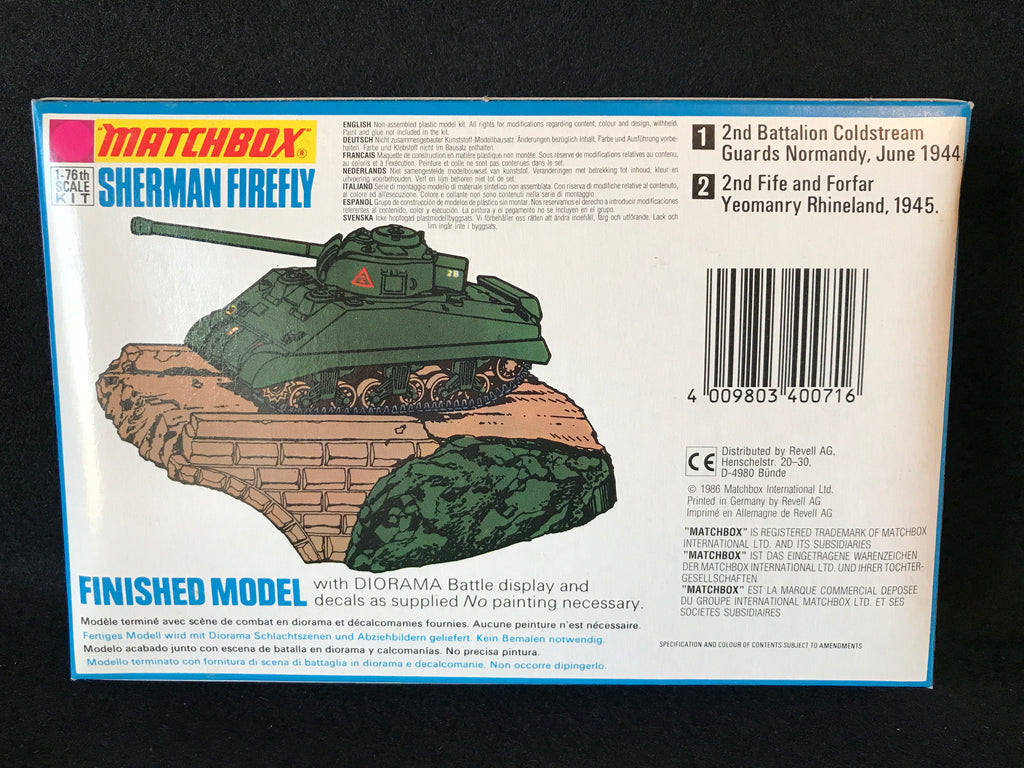 "MATCHBOX"®
1-76th
SCALE
KIT
SHERMAN FIREFLY
ENGLISH Non-assembled plastic model kit. All rights for modifications regarding content, colour and design, withheld.
Paint and glue not included in the kit.
DEUTSCH Nicht zusammengebauter Kunststoff-Modellbausatz. Änderungen bezüglich Inhalt, Farbe und Ausführung vorbe-
halten. Farbe und Klebstoff nicht im Bausatz enthalten.
FRANCAIS Maquette de construction en matière plastique non montée. Sous réserve de modifications relatives au contenu,
au coloris et à l'exécution. Peinture et colle ne sont pas contenues dans le set.
NEDERLANDS Niet samengestelde modelbouwset van kunststof. Veranderingen met betrekking tot inhoud, kleur en
uitvoering voorbehouden. Verf en lijm behoren niet tot de set.
ITALIANO Serie di montaggio modello di materiale sintetico non assemblata. Con riserva di modifiche relative al contenuto,
al colore ed all'esecuzione. Colore e collante non sono contenuti nella serie di montaggio.
ESPANOL Grupo de construcción de modelos de plástico sin montar. Nos reservamos el derecho a introducir modificaciones
referentes al contenido, color y ejecución. La pintura y el pegamento no se incluyen en el grupo.
SVENSKA Icke hopfogad plastmodellbyggsats. Vi förbehåller oss rätten att ändra innehåll, färg och utförande. Lack och
lim ingår inte i byggsats.
1 2nd Battalion Coldstream
Guards Normandy, June 1944
2 2nd Fife and Forfar
Yeomanry Rhineland, 1945.
2B
4 009803 400716
CE
Distributed by Revell AG,
Henschelstr. 20-30,
D-4980 Bünde
© 1986 Matchbox International Ltd.
Printed in Germany by Revell AG
Imprimé en Allemagne de Revell AG
"MATCHBOX" IS REGISTERED TRADEMARK OF MATCHBOX
INTERNATIONAL LTD. AND ITS SUBSIDIARIES
"MATCHBOX" IST DAS EINGETRAGENE WARENZEICHEN
DER MATCHBOX INTERNATIONAL LTD. UND IHRER TOCHTER-
GESELLSCHAFTEN
"MATCHBOX" EST LA MARQUE COMMERCIAL DEPOSEE
DU GROUPE INTERNATIONAL MATCHBOX LTD. ET SES
SOCIETES SUBSIDIAIRES
SPECIFICATION AND COLOUR OF CONTENTS SUBJECT TO AMENDMENTS
FINISHED MODEL with DIORAMA Battle display and
decals as supplied No painting necessary.
Modèle terminé avec scène de combat en diorama et décalcomanies fournies. Aucune peinture n'est nécessaire.
Fertiges Modell wird mit Diorama Schlachtszenen und Abziehbildern geliefert. Kein Bemalen notwendig.
Modelo acabado junto con escena de batalla en diorama y calcomanías. No precisa pintura.
Modello terminato con fornitura di scena di battaglia in diorama e decalcomanie. Non occorre dipingerlo.